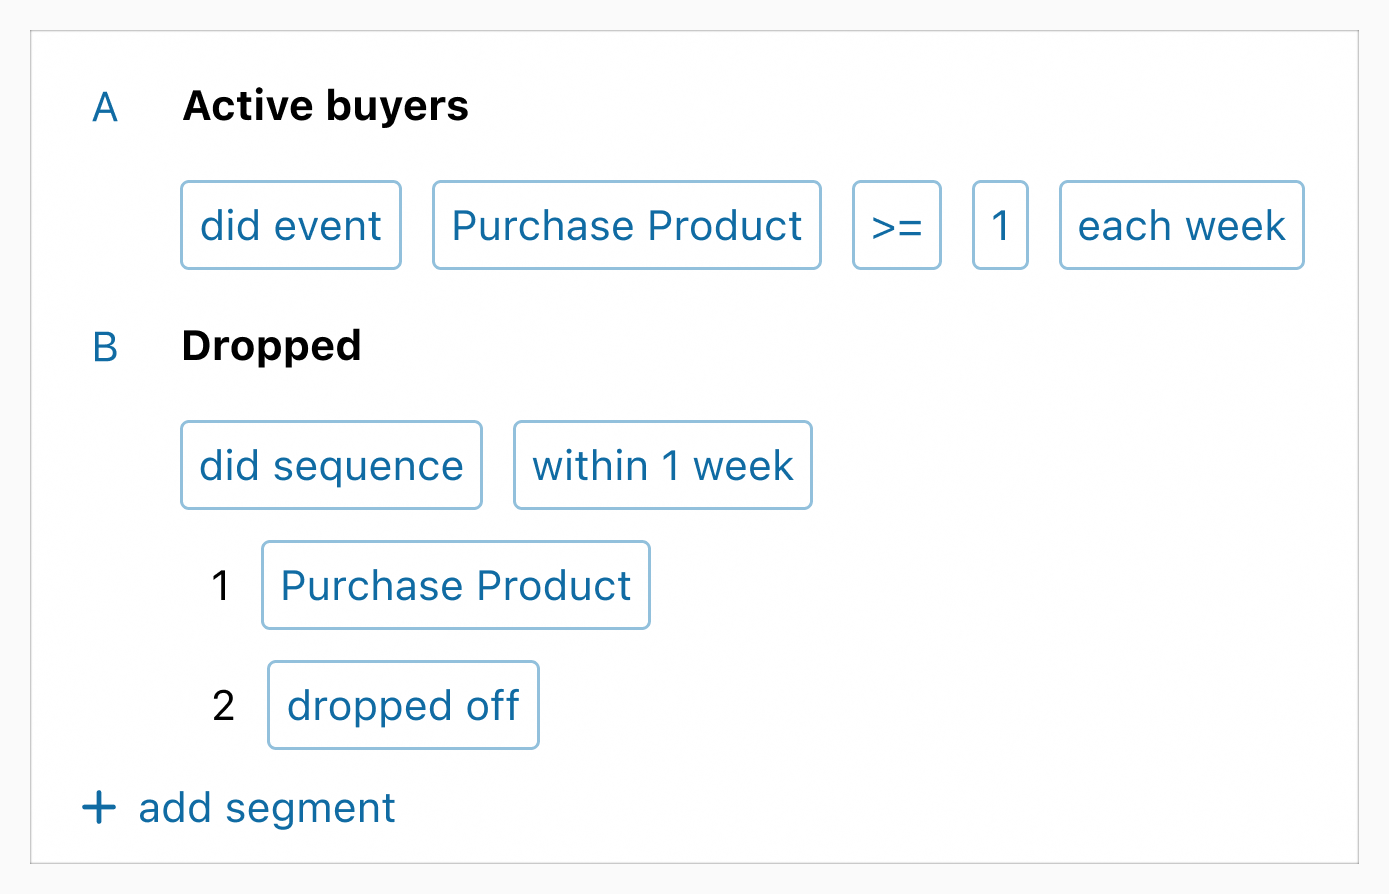 A Active buyers
did event Purchase Product >= 1 each week
B Dropped
did sequence within 1 week
1 Purchase Product
2 dropped off
+ add segment